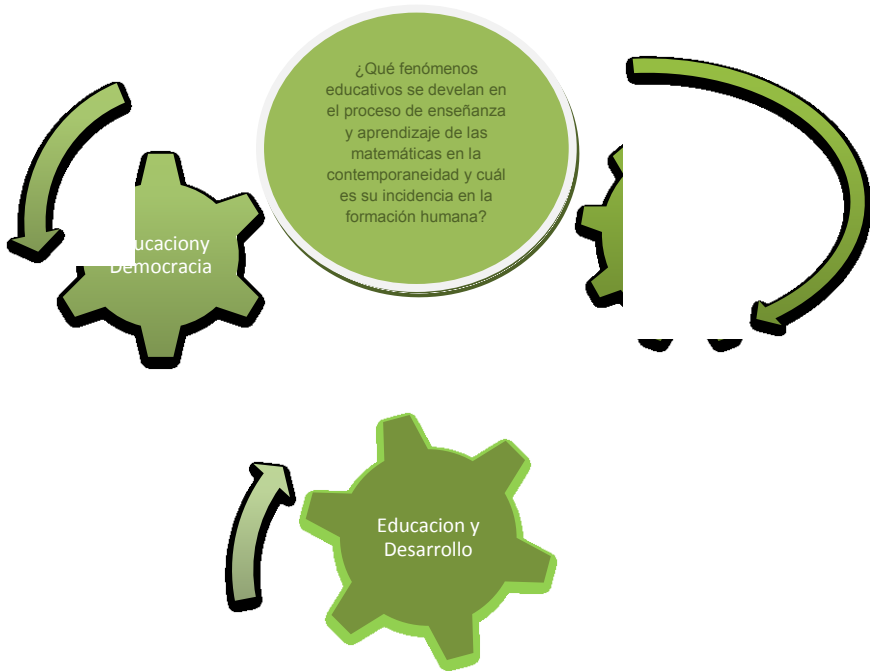 ¿Qué fenómenos
educativos se develan en
el proceso de enseñanza
y aprendizaje de las
matemáticas en la
contemporaneidad y cuál
es su incidencia en la
formación humana?
ucaciony
Democracia
Educacion y
Desarrollo